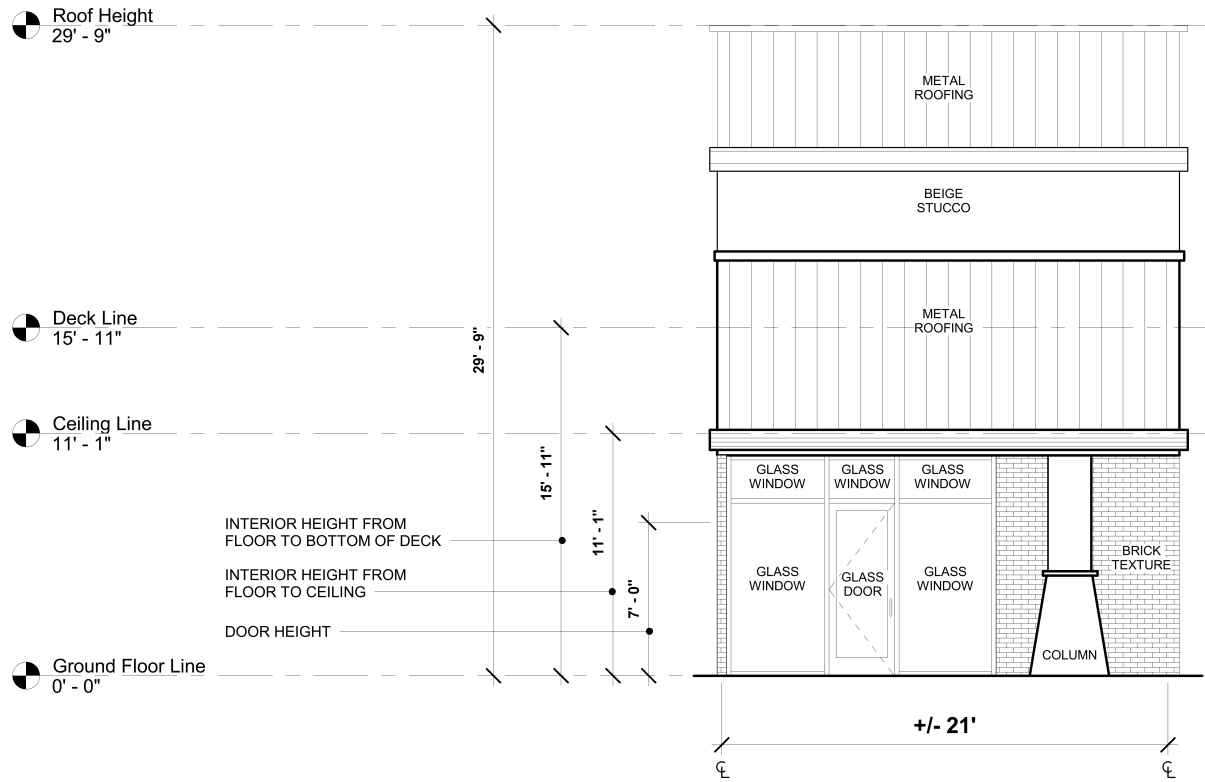 Roof Height
29' - 9"
METAL
ROOFING
BEIGE
STUCCO
Deck Line
15' - 11"
METAL
ROOFING
29' - 9"
Ceiling Line
11' - 1"
15' - 11"
11' - 1"
7' - 0"
GLASS
WINDOW
GLASS
WINDOW
GLASS
WINDOW
INTERIOR HEIGHT FROM
FLOOR TO BOTTOM OF DECK
INTERIOR HEIGHT FROM
FLOOR TO CEILING
DOOR HEIGHT
GLASS
WINDOW
GLASS
DOOR
GLASS
WINDOW
BRICK
TEXTURE
COLUMN
Ground Floor Line
0' - 0"
+/- 21'
℄
℄